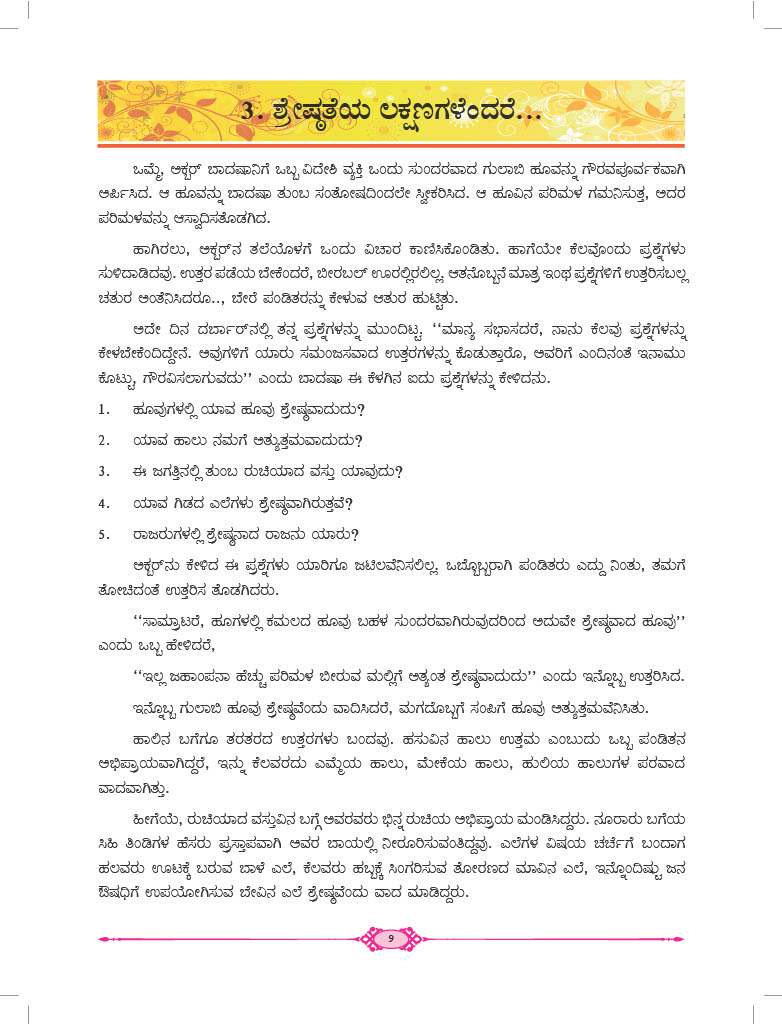 3. ಶ್ರೇಷ್ಠತೆಯ ಲಕ್ಷಣಗಳೆಂದರೆ...
ಒಮ್ಮೆ, ಅಕ್ಬರ್ ಬಾದಷಾನಿಗೆ ಒಬ್ಬ ವಿದೇಶಿ ವ್ಯಕ್ತಿ ಒಂದು ಸುಂದರವಾದ ಗುಲಾಬಿ ಹೂವನ್ನು ಗೌರವಪೂರ್ವಕವಾಗಿ
ಅರ್ಪಿಸಿದ. ಆ ಹೂವನ್ನು ಬಾದಷಾ ತುಂಬ ಸಂತೋಷದಿಂದಲೇ ಸ್ವೀಕರಿಸಿದ. ಆ ಹೂವಿನ ಪರಿಮಳ ಗಮನಿಸುತ್ತ, ಅದರ
ಪರಿಮಳವನ್ನು ಆಸ್ವಾದಿಸತೊಡಗಿದ.
ಹಾಗಿರಲು, ಅಕ್ಬರ್‌ನ ತಲೆಯೊಳಗೆ ಒಂದು ವಿಚಾರ ಕಾಣಿಸಿಕೊಂಡಿತು. ಹಾಗೆಯೇ ಕೆಲವೊಂದು ಪ್ರಶ್ನೆಗಳು
ಸುಳಿದಾಡಿದವು. ಉತ್ತರ ಪಡೆಯ ಬೇಕೆಂದರೆ, ಬೀರಬಲ್ ಊರಲ್ಲಿರಲಿಲ್ಲ. ಆತನೊಬ್ಬನೆ ಮಾತ್ರ ಇಂಥ ಪ್ರಶ್ನೆಗಳಿಗೆ ಉತ್ತರಿಸಬಲ್ಲ
ಚತುರ ಅಂತೆನಿಸಿದರೂ.., ಬೇರೆ ಪಂಡಿತರನ್ನು ಕೇಳುವ ಆತುರ ಹುಟ್ಟಿತು.
ಅದೇ ದಿನ ದರ್ಬಾರ್‌ನಲ್ಲಿ ತನ್ನ ಪ್ರಶ್ನೆಗಳನ್ನು ಮುಂದಿಟ್ಟ. ‘‘ಮಾನ್ಯ ಸಭಾಸದರೆ, ನಾನು ಕೆಲವು ಪ್ರಶ್ನೆಗಳನ್ನು
ಕೇಳಬೇಕೆಂದಿದ್ದೇನೆ. ಅವುಗಳಿಗೆ ಯಾರು ಸಮಂಜಸವಾದ ಉತ್ತರಗಳನ್ನು ಕೊಡುತ್ತಾರೊ, ಅವರಿಗೆ ಎಂದಿನಂತೆ ಇನಾಮು
ಕೊಟ್ಟು, ಗೌರವಿಸಲಾಗುವದು’’ ಎಂದು ಬಾದಷಾ ಈ ಕೆಳಗಿನ ಐದು ಪ್ರಶ್ನೆಗಳನ್ನು ಕೇಳಿದನು.
1. ಹೂವುಗಳಲ್ಲಿ ಯಾವ ಹೂವು ಶ್ರೇಷ್ಠವಾದುದು?
2. ಯಾವ ಹಾಲು ನಮಗೆ ಅತ್ಯುತ್ತಮವಾದುದು?
3. ಈ ಜಗತ್ತಿನಲ್ಲಿ ತುಂಬ ರುಚಿಯಾದ ವಸ್ತು ಯಾವುದು?
4. ಯಾವ ಗಿಡದ ಎಲೆಗಳು ಶ್ರೇಷ್ಠವಾಗಿರುತ್ತವೆ?
5. ರಾಜರುಗಳಲ್ಲಿ ಶ್ರೇಷ್ಠನಾದ ರಾಜನು ಯಾರು?
ಅಕ್ಬರ್‌ನು ಕೇಳಿದ ಈ ಪ್ರಶ್ನೆಗಳು ಯಾರಿಗೂ ಜಟಿಲವೆನಿಸಲಿಲ್ಲ. ಒಬ್ಬೊಬ್ಬರಾಗಿ ಪಂಡಿತರು ಎದ್ದು ನಿಂತು, ತಮಗೆ
ತೋಚಿದಂತೆ ಉತ್ತರಿಸ ತೊಡಗಿದರು.
‘‘ಸಾಮ್ರಾಟರೆ, ಹೂಗಳಲ್ಲಿ ಕಮಲದ ಹೂವು ಬಹಳ ಸುಂದರವಾಗಿರುವುದರಿಂದ ಅದುವೇ ಶ್ರೇಷ್ಠವಾದ ಹೂವು’’
ಎಂದು ಒಬ್ಬ ಹೇಳಿದರೆ,
‘‘ಇಲ್ಲ ಜಹಾಂಪನಾ ಹೆಚ್ಚು ಪರಿಮಳ ಬೀರುವ ಮಲ್ಲಿಗೆ ಅತ್ಯಂತ ಶ್ರೇಷ್ಠವಾದುದು’’ ಎಂದು ಇನ್ನೊಬ್ಬ ಉತ್ತರಿಸಿದ.
ಇನ್ನೊಬ್ಬ ಗುಲಾಬಿ ಹೂವು ಶ್ರೇಷ್ಠವೆಂದು ವಾದಿಸಿದರೆ, ಮಗದೊಬ್ಬಗೆ ಸಂಪಿಗೆ ಹೂವು ಅತ್ಯುತ್ತಮವೆನಿಸಿತು.
ಹಾಲಿನ ಬಗೆಗೂ ತರತರದ ಉತ್ತರಗಳು ಬಂದವು. ಹಸುವಿನ ಹಾಲು ಉತ್ತಮ ಎಂಬುದು ಒಬ್ಬ ಪಂಡಿತನ
ಅಭಿಪ್ರಾಯವಾಗಿದ್ದರೆ, ಇನ್ನು ಕೆಲವರದು ಎಮ್ಮೆಯ ಹಾಲು, ಮೇಕೆಯ ಹಾಲು, ಹುಲಿಯ ಹಾಲುಗಳ ಪರವಾದ
ವಾದವಾಗಿತ್ತು.
ಹೀಗೆಯೆ, ರುಚಿಯಾದ ವಸ್ತುವಿನ ಬಗ್ಗೆ ಅವರವರು ಭಿನ್ನ ರುಚಿಯ ಅಭಿಪ್ರಾಯ ಮಂಡಿಸಿದ್ದರು. ನೂರಾರು ಬಗೆಯ
ಸಿಹಿ ತಿಂಡಿಗಳ ಹೆಸರು ಪ್ರಸ್ತಾಪವಾಗಿ ಅವರ ಬಾಯಲ್ಲಿ ನೀರೂರಿಸುವಂತಿದ್ದವು. ಎಲೆಗಳ ವಿಷಯ ಚರ್ಚೆಗೆ ಬಂದಾಗ
ಹಲವರು ಊಟಕ್ಕೆ ಬರುವ ಬಾಳೆ ಎಲೆ, ಕೆಲವರು ಹಬ್ಬಕ್ಕೆ ಸಿಂಗರಿಸುವ ತೋರಣದ ಮಾವಿನ ಎಲೆ, ಇನ್ನೊಂದಿಷ್ಟು ಜನ
ಔಷಧಿಗೆ ಉಪಯೋಗಿಸುವ ಬೇವಿನ ಎಲೆ ಶ್ರೇಷ್ಠವೆಂದು ವಾದ ಮಾಡಿದ್ದರು.
9